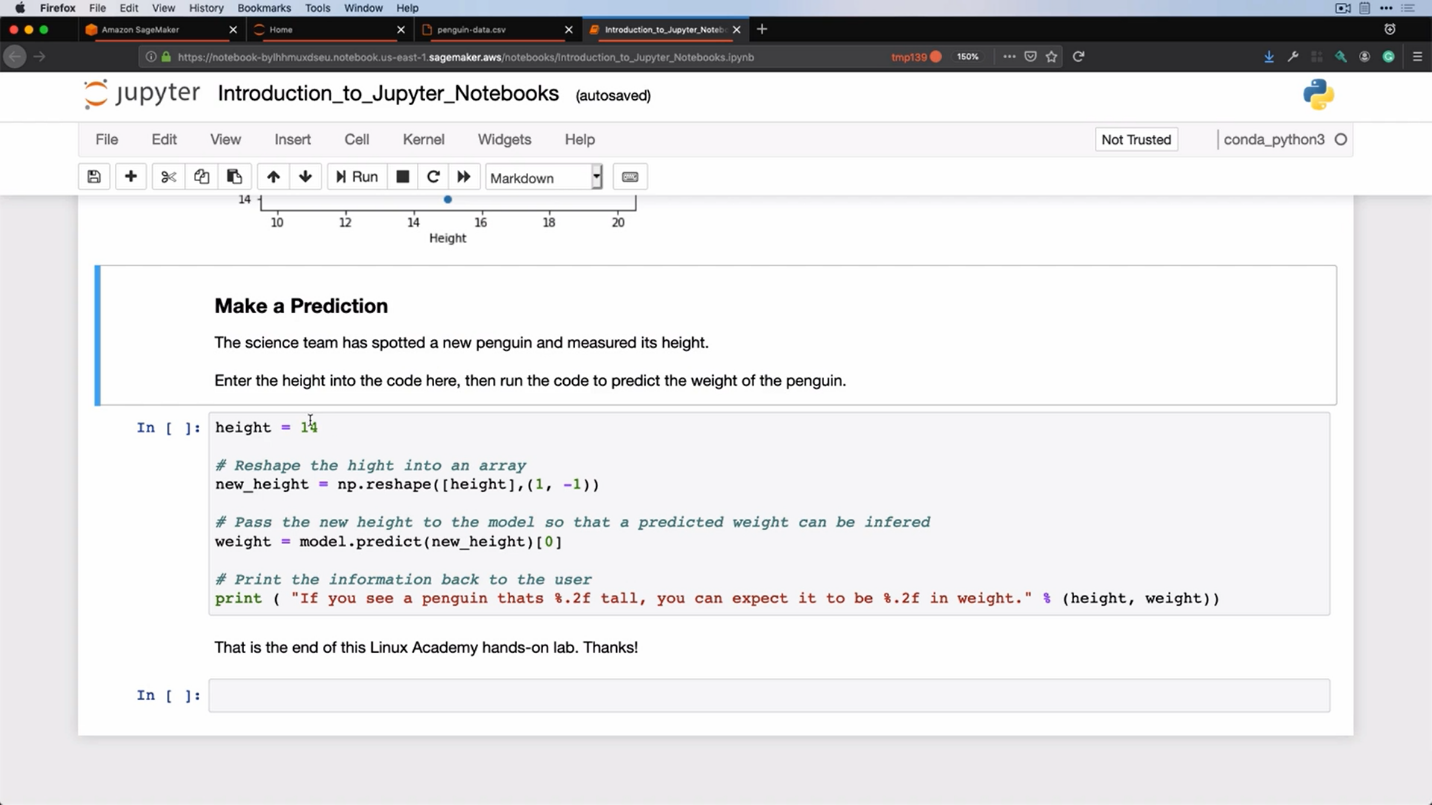 Firefox File Edit View History Bookmarks Tools Window Help
Amazon SageMaker Home penguin-data.csv Introduction_to_Jupyter_Noteb
https://notebook-bylhhmuxdseu.notebook.us-east-1.sagemaker.aws/notebooks/Introduction_to_Jupyter_Notebooks.ipynb tmp139 150%
jupyter Introduction_to_Jupyter_Notebooks (autosaved)
File Edit View Insert Cell Kernel Widgets Help Not Trusted conda_python3
Run Markdown
14
10 12 14 16 18 20
Height
Make a Prediction
The science team has spotted a new penguin and measured its height.
Enter the height into the code here, then run the code to predict the weight of the penguin.
In [ ]: height = 14
# Reshape the hight into an array
new_height = np.reshape([height],(1, -1))
# Pass the new height to the model so that a predicted weight can be infered
weight = model.predict(new_height)[0]
# Print the information back to the user
print ( "If you see a penguin thats %.2f tall, you can expect it to be %.2f in weight." % (height, weight))
That is the end of this Linux Academy hands-on lab. Thanks!
In [ ]: